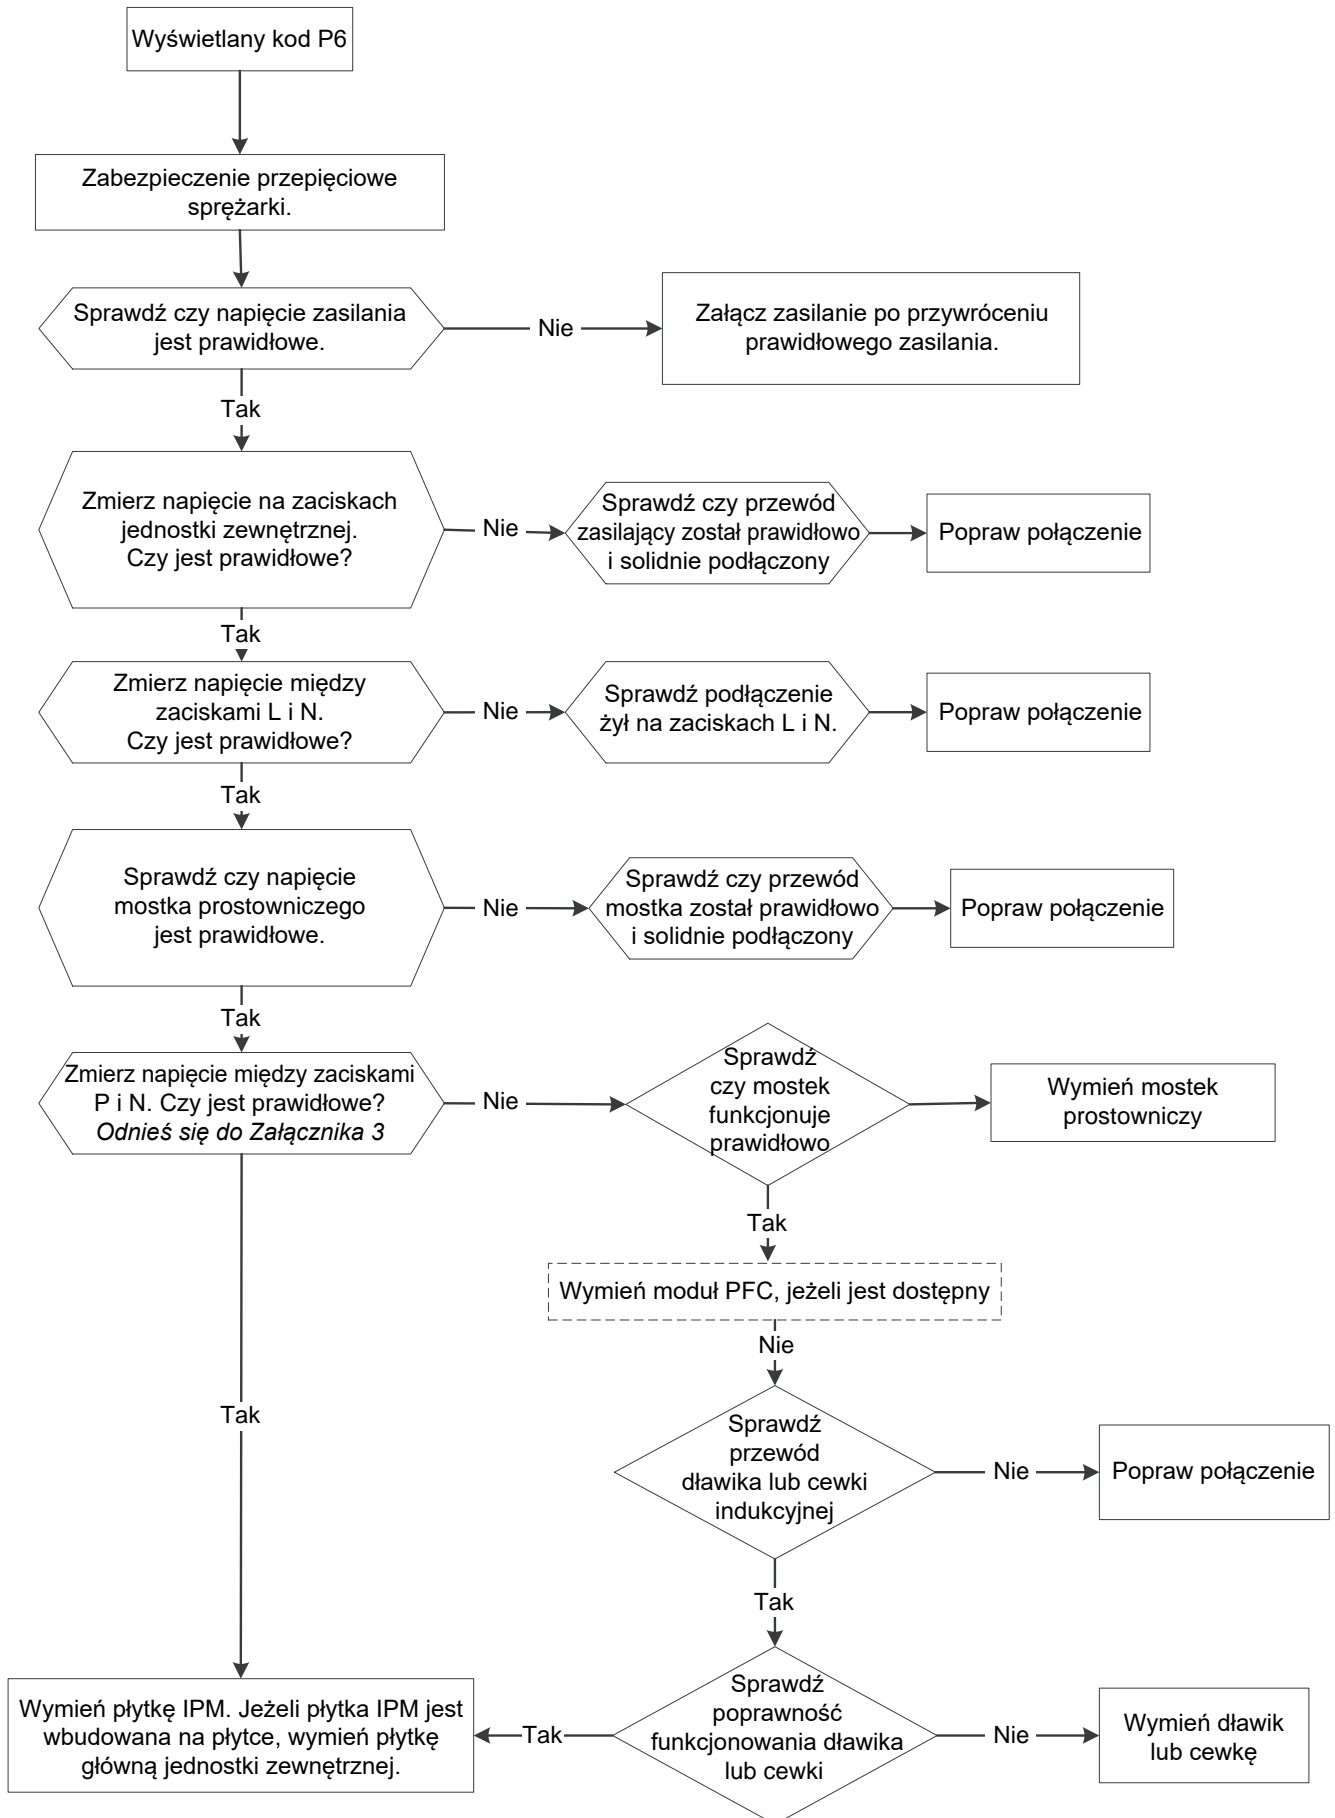 Wyświetlany kod P6
Zabezpieczenie przepięciowe
sprężarki.
Sprawdź czy napięcie zasilania
jest prawidłowe.
Nie
Załącz zasilanie po przywróceniu
prawidłowego zasilania.
Tak
Zmierz napięcie na zaciskach
jednostki zewnętrznej.
Czy jest prawidłowe?
Nie
Sprawdź czy przewód
zasilający został prawidłowo
i solidnie podłączony
Popraw połączenie
Tak
Zmierz napięcie między
zaciskami L i N.
Czy jest prawidłowe?
Nie
Sprawdź podłączenie
żył na zaciskach L i N.
Popraw połączenie
Tak
Sprawdź czy napięcie
mostka prostowniczego
jest prawidłowe.
Nie
Sprawdź czy przewód
mostka został prawidłowo
i solidnie podłączony
Popraw połączenie
Tak
Zmierz napięcie między zaciskami
P i N. Czy jest prawidłowe?
Odnieś się do Załącznika 3
Nie
Sprawdź
czy mostek
funkcjonuje
prawidłowo
Wymień mostek
prostowniczy
Tak
Wymień moduł PFC, jeżeli jest dostępny
Nie
Tak
Sprawdź
przewód
dławika lub cewki
indukcyjnej
Nie
Popraw połączenie
Tak
Wymień płytkę IPM. Jeżeli płytka IPM jest
wbudowana na płytce, wymień płytkę
główną jednostki zewnętrznej.
Tak
Sprawdź
poprawność
funkcjonowania dławika
lub cewki
Nie
Wymień dławik
lub cewkę